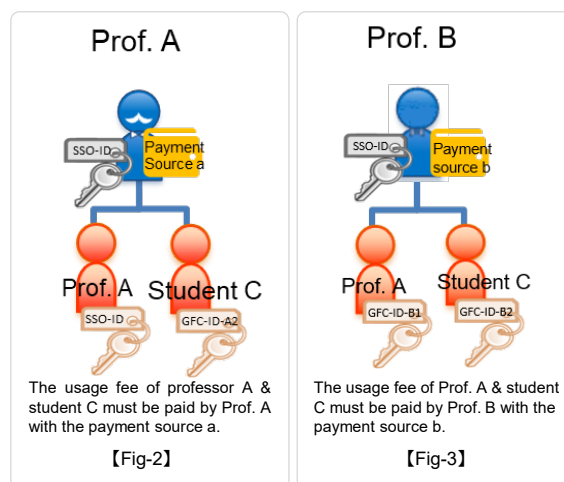 Prof. A
SSO-ID
Payment
Source a
Prof. A
Student C
SSO-ID
GFC-ID-A2
The usage fee of professor A &
student C must be paid by Prof. A
with the payment source a.
【Fig-2】
Prof. B
SSO-ID
Payment
source b
Prof. A
Student C
GFC-ID-B1
GFC-ID-B2
The usage fee of Prof. A & student
C must be paid by Prof. B with the
payment source b.
【Fig-3】